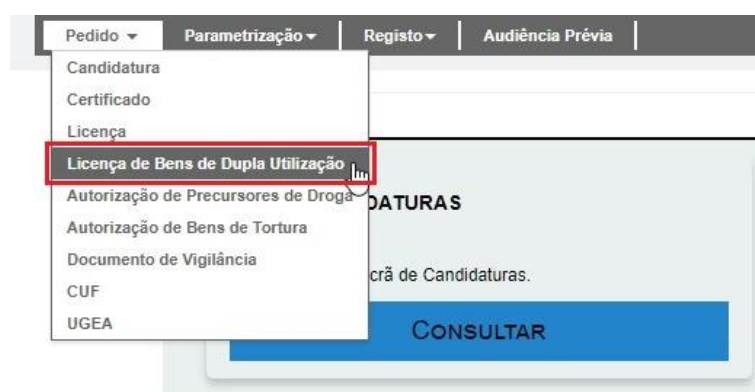 Pedido Parametrização Registo Audiência Prévia
Candidatura
Certificado
Licença
Licença de Bens de Dupla Utilização
Autorização de Precursores de Droga
Autorização de Bens de Tortura
Documento de Vigilância
CUF
UGEA
DATURAS
crã de Candidaturas.
CONSULTAR